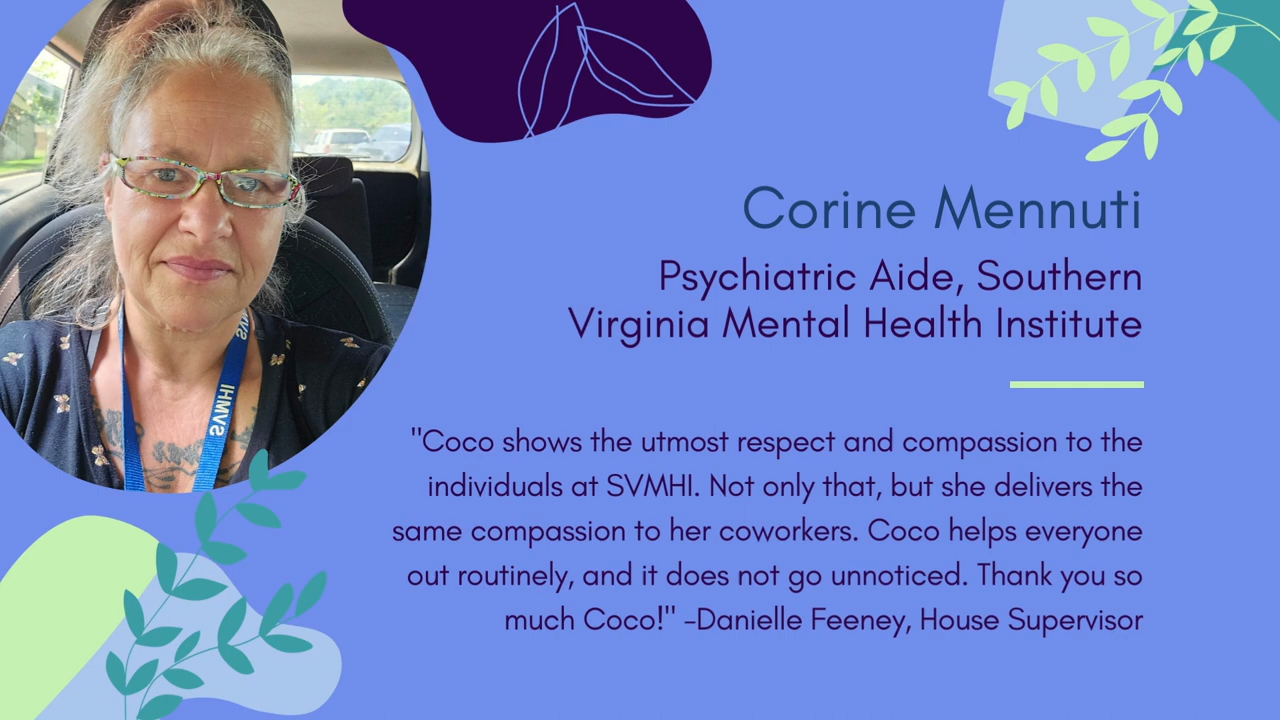 Corine Mennuti
Psychiatric Aide, Southern
Virginia Mental Health Institute
"Coco shows the utmost respect and compassion to the
individuals at SVMHI. Not only that, but she delivers the
same compassion to her coworkers. Coco helps everyone
out routinely, and it does not go unnoticed. Thank you so
much Coco!" -Danielle Feeney, House Supervisor
SVMHI
SVM